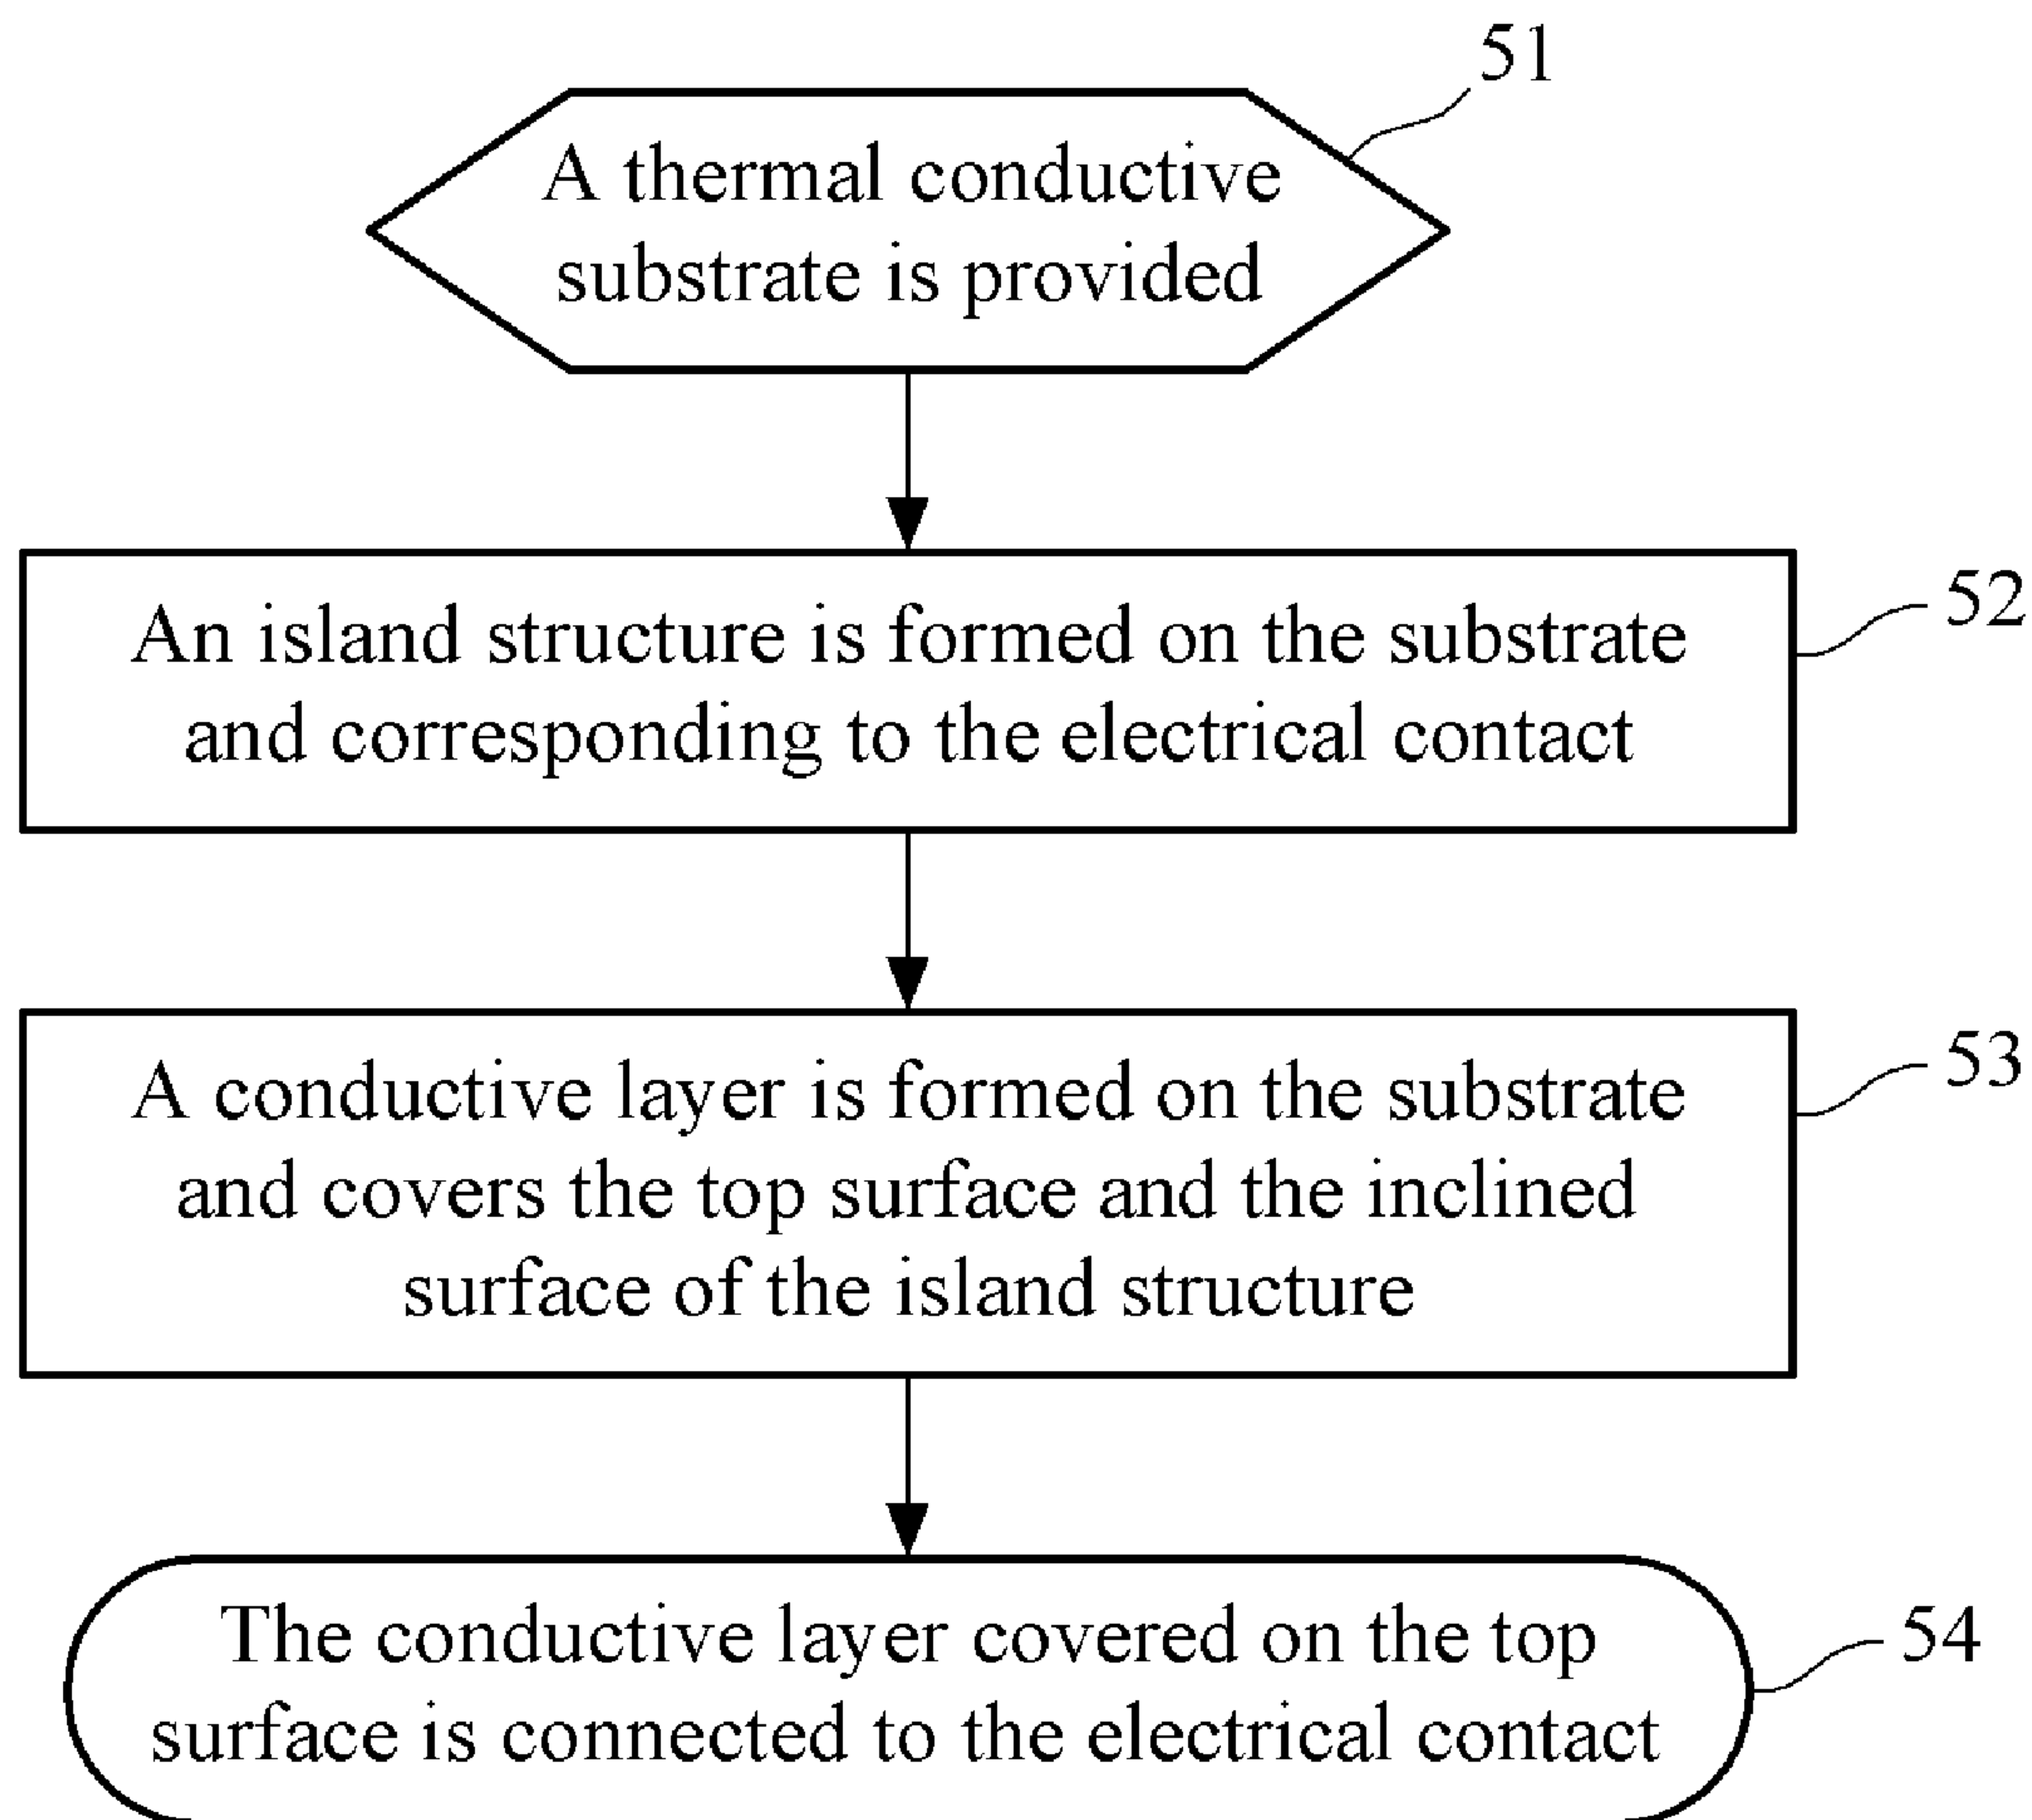 51
A thermal conductive
substrate is provided
52
An island structure is formed on the substrate
and corresponding to the electrical contact
53
A conductive layer is formed on the substrate
and covers the top surface and the inclined
surface of the island structure
54
The conductive layer covered on the top
surface is connected to the electrical contact